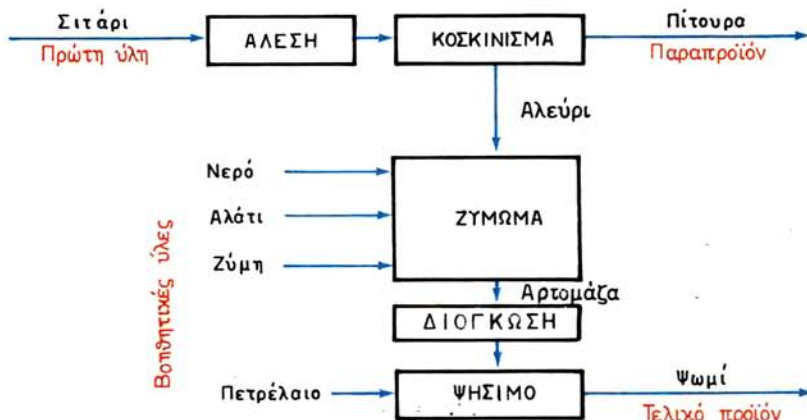 Σιτάρι
Πρώτη ύλη
ΑΛΕΣΗ
ΚΟΣΚΙΝΙΣΜΑ
Πίτουρα
Παραπροϊόν
Αλεύρι
Νερό
Αλάτι
Ζύμη
Βοηθητικές ύλες
ΖΥΜΩΜΑ
Αρτομάζα
ΔΙΟΓΚΩΣΗ
Πετρέλαιο
ΨΗΣΙΜΟ
Ψωμί
Τελικό προϊόν